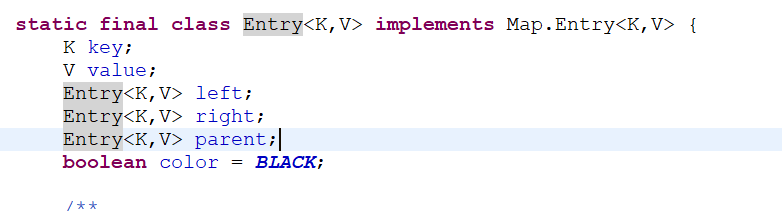 static final class Entry<K,V> implements Map.Entry<K,V> {
K key;
V value;
Entry<K,V> left;
Entry<K,V> right;
Entry<K,V> parent;
boolean color = BLACK;
/**